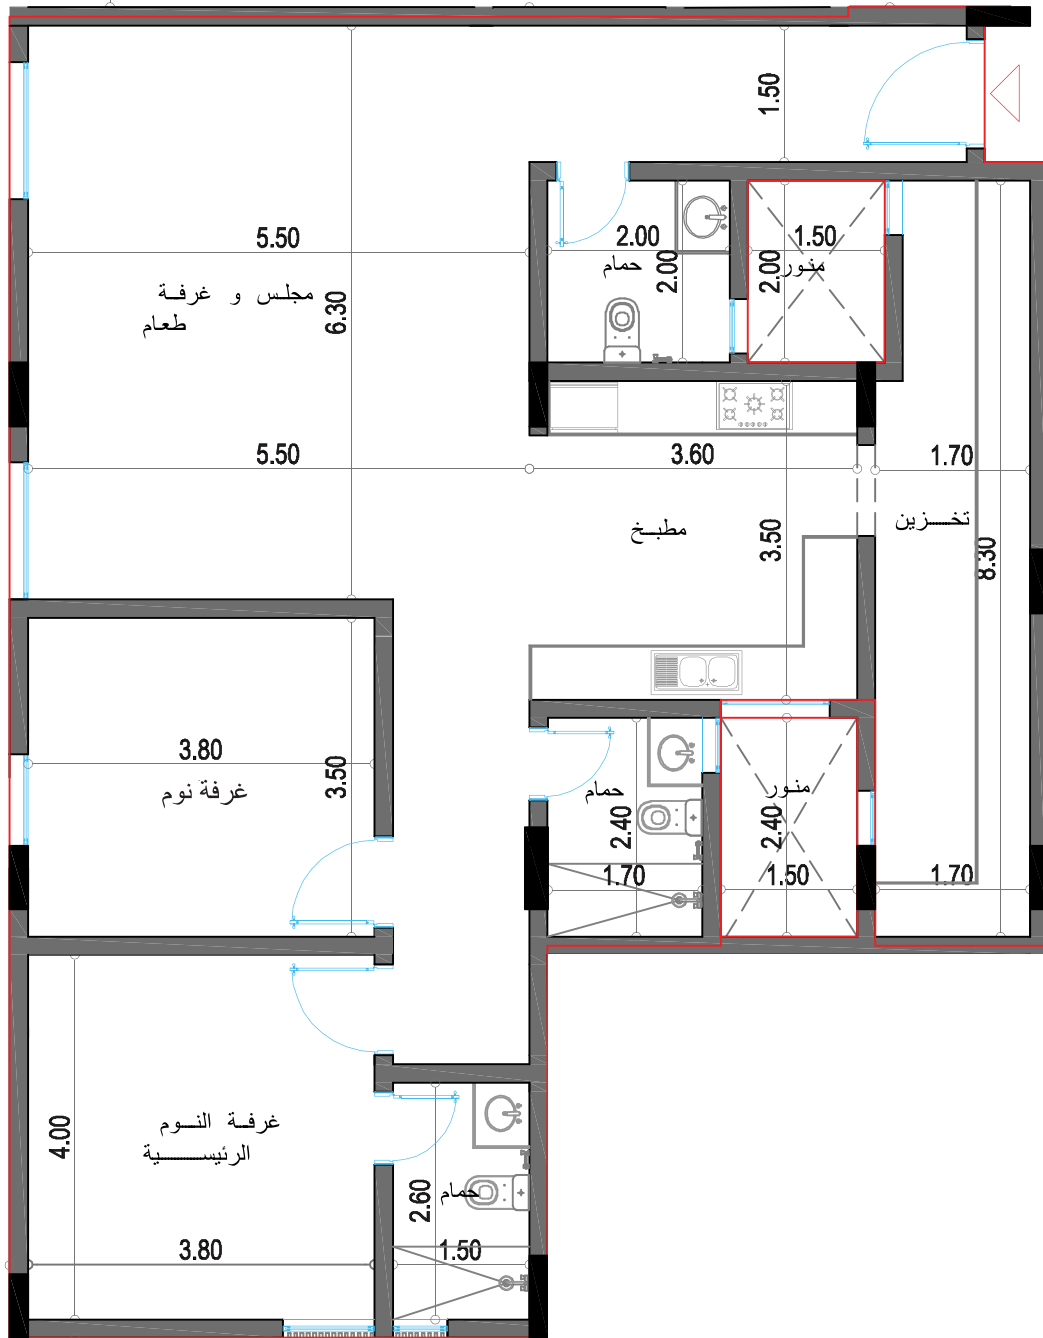 1.50
5.50
2.00
1.50
حمام
منور
2.00
2.00
مجلس و غرفة
طعام
6.30
5.50
3.60
1.70
تخزين
مطبخ
3.50
8.30
3.80
3.50
غرفة نوم
حمام
منور
2.40
2.40
1.70
1.50
1.70
غرفة النوم
الرئيسية
4.00
2.60
حمام
3.80
1.50